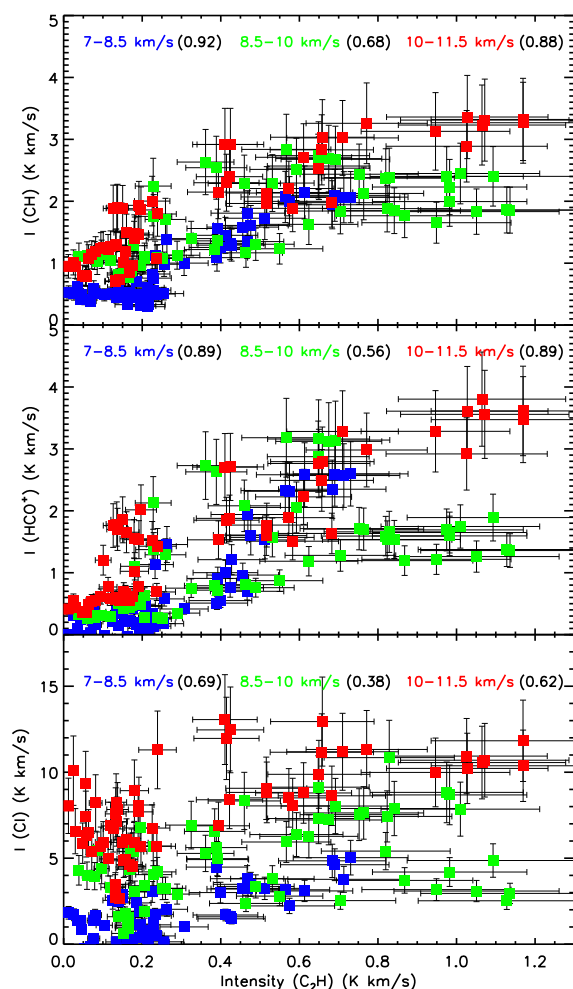 7−8.5 km/s (0.92) 8.5−10 km/s (0.68) 10−11.5 km/s (0.88)
5
4
3
2
1
0
I (CH) (K km/s)
7−8.5 km/s (0.89) 8.5−10 km/s (0.56) 10−11.5 km/s (0.89)
5
4
3
2
1
0
I (HCO⁺) (K km/s)
7−8.5 km/s (0.69) 8.5−10 km/s (0.38) 10−11.5 km/s (0.62)
15
10
5
0
I (CI) (K km/s)
0.0 0.2 0.4 0.6 0.8 1.0 1.2
Intensity (C₂H) (K km/s)